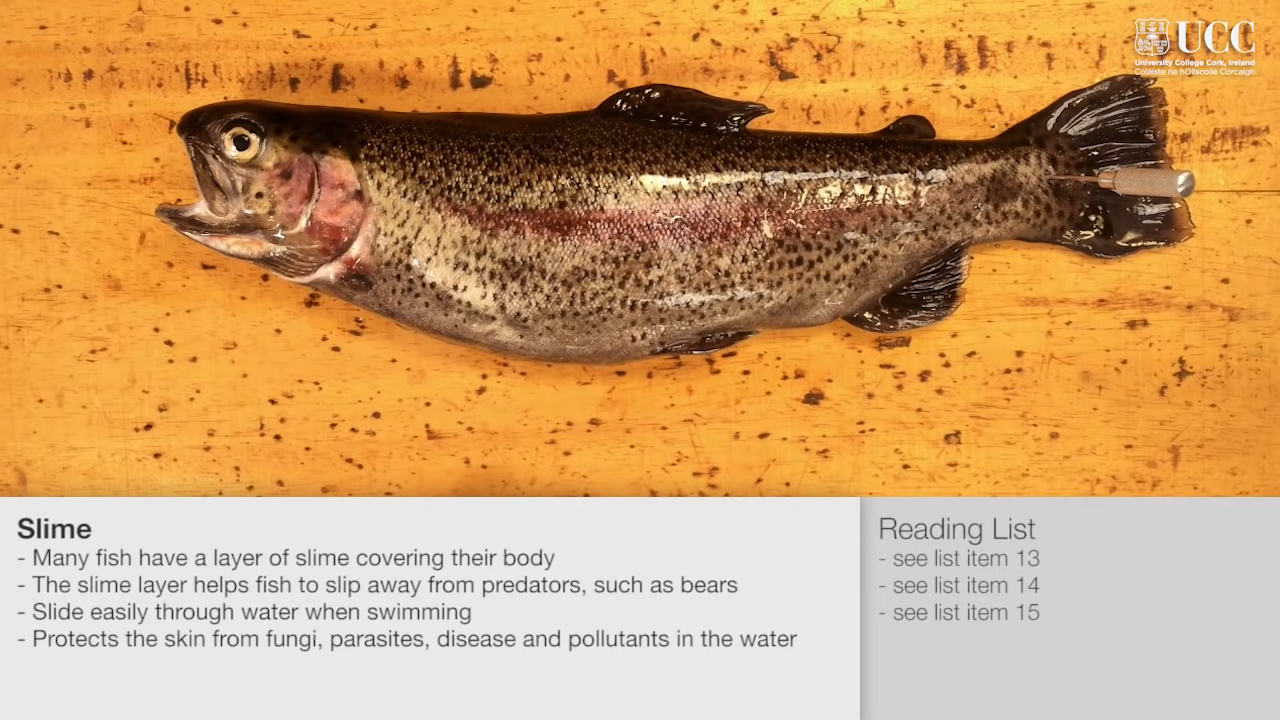 UCC
University College Cork, Ireland
Coláiste na hOllscoile Corcaigh
Slime
- Many fish have a layer of slime covering their body
- The slime layer helps fish to slip away from predators, such as bears
- Slide easily through water when swimming
- Protects the skin from fungi, parasites, disease and pollutants in the water
Reading List
- see list item 13
- see list item 14
- see list item 15